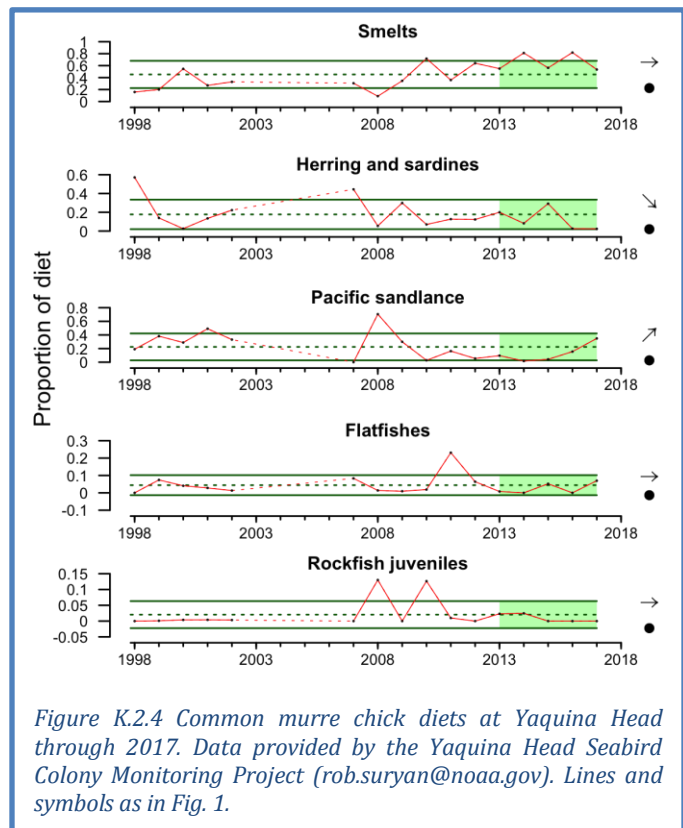 Smelts
1
0.8
0.6
0.4
0.2
0
1998 2003 2008 2013 2018
Herring and sardines
0.6
0.4
0.2
0
1998 2003 2008 2013 2018
Proportion of diet
Pacific sandlance
0.8
0.6
0.4
0.2
0
1998 2003 2008 2013 2018
Flatfishes
0.3
0.2
0.1
0
-0.1
1998 2003 2008 2013 2018
Rockfish juveniles
0.15
0.1
0.05
0
-0.05
1998 2003 2008 2013 2018
Figure K.2.4 Common murre chick diets at Yaquina Head
through 2017. Data provided by the Yaquina Head Seabird
Colony Monitoring Project (rob.suryan@noaa.gov). Lines and
symbols as in Fig. 1.